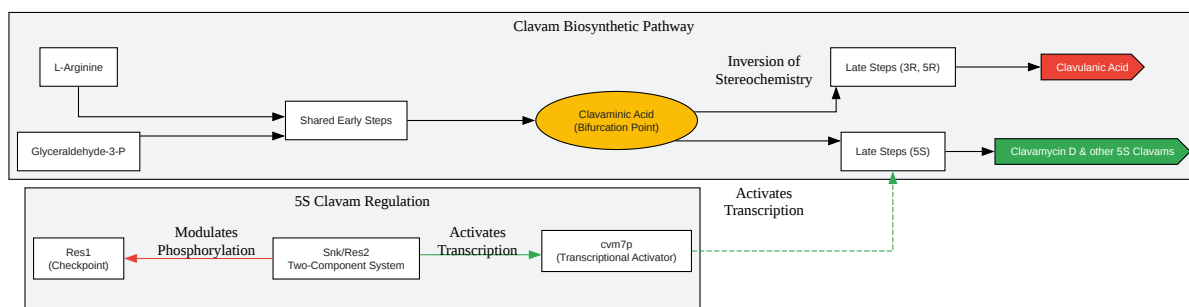 Clavam Biosynthetic Pathway
L-Arginine
Glyceraldehyde-3-P
Shared Early Steps
Clavaminic Acid
(Bifurcation Point)
Inversion of
Stereochemistry
Late Steps (3R, 5R)
Clavulanic Acid
Late Steps (5S)
Clavamycin D & other 5S Clavams
5S Clavam Regulation
Res1
(Checkpoint)
Modulates
Phosphorylation
Snk/Res2
Two-Component System
Activates
Transcription
cvm7p
(Transcriptional Activator)
Activates
Transcription